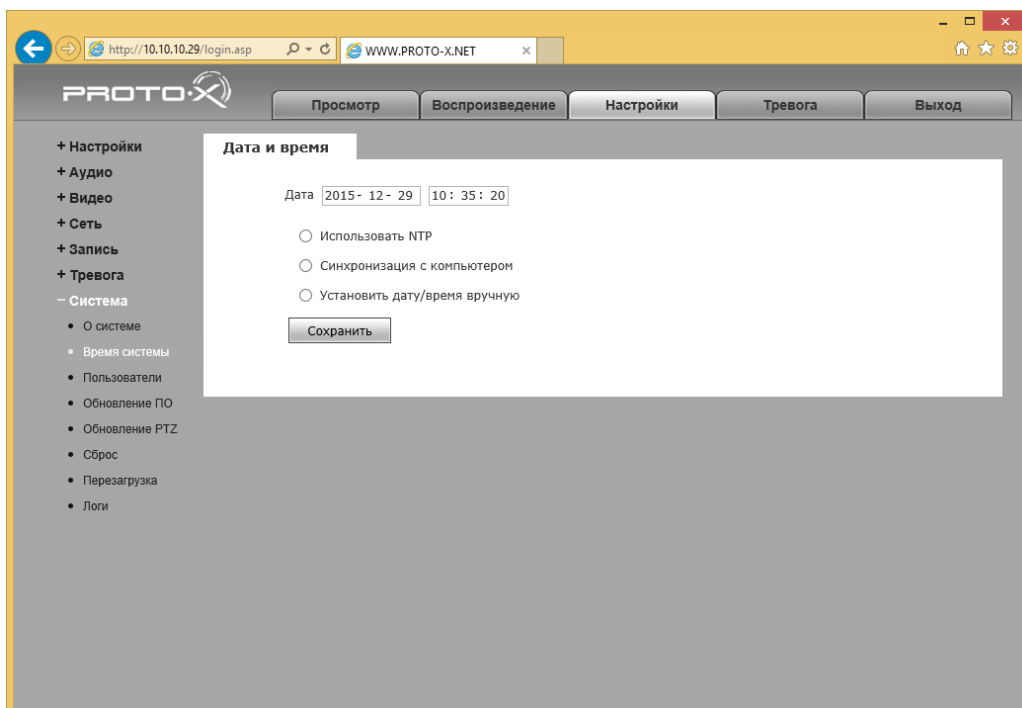 http://10.10.10.29/login.asp WWW.PROTO-X.NET
PROTO-X
Просмотр Воспроизведение Настройки Тревога Выход
+ Настройки
+ Аудио
+ Видео
+ Сеть
+ Запись
+ Тревога
− Система
• О системе
• Время системы
• Пользователи
• Обновление ПО
• Обновление PTZ
• Сброс
• Перезагрузка
• Логи
Дата и время
Дата 2015- 12- 29 10: 35: 20
Использовать NTP
Синхронизация с компьютером
Установить дату/время вручную
Сохранить